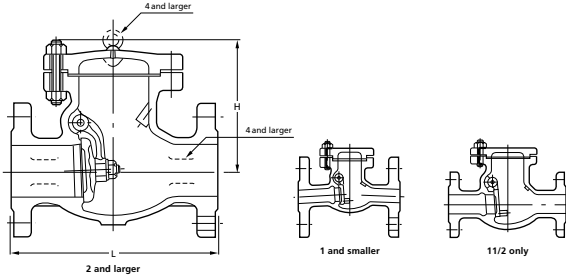 4 and larger
H
4 and larger
L
2 and larger
1 and smaller
11/2 only